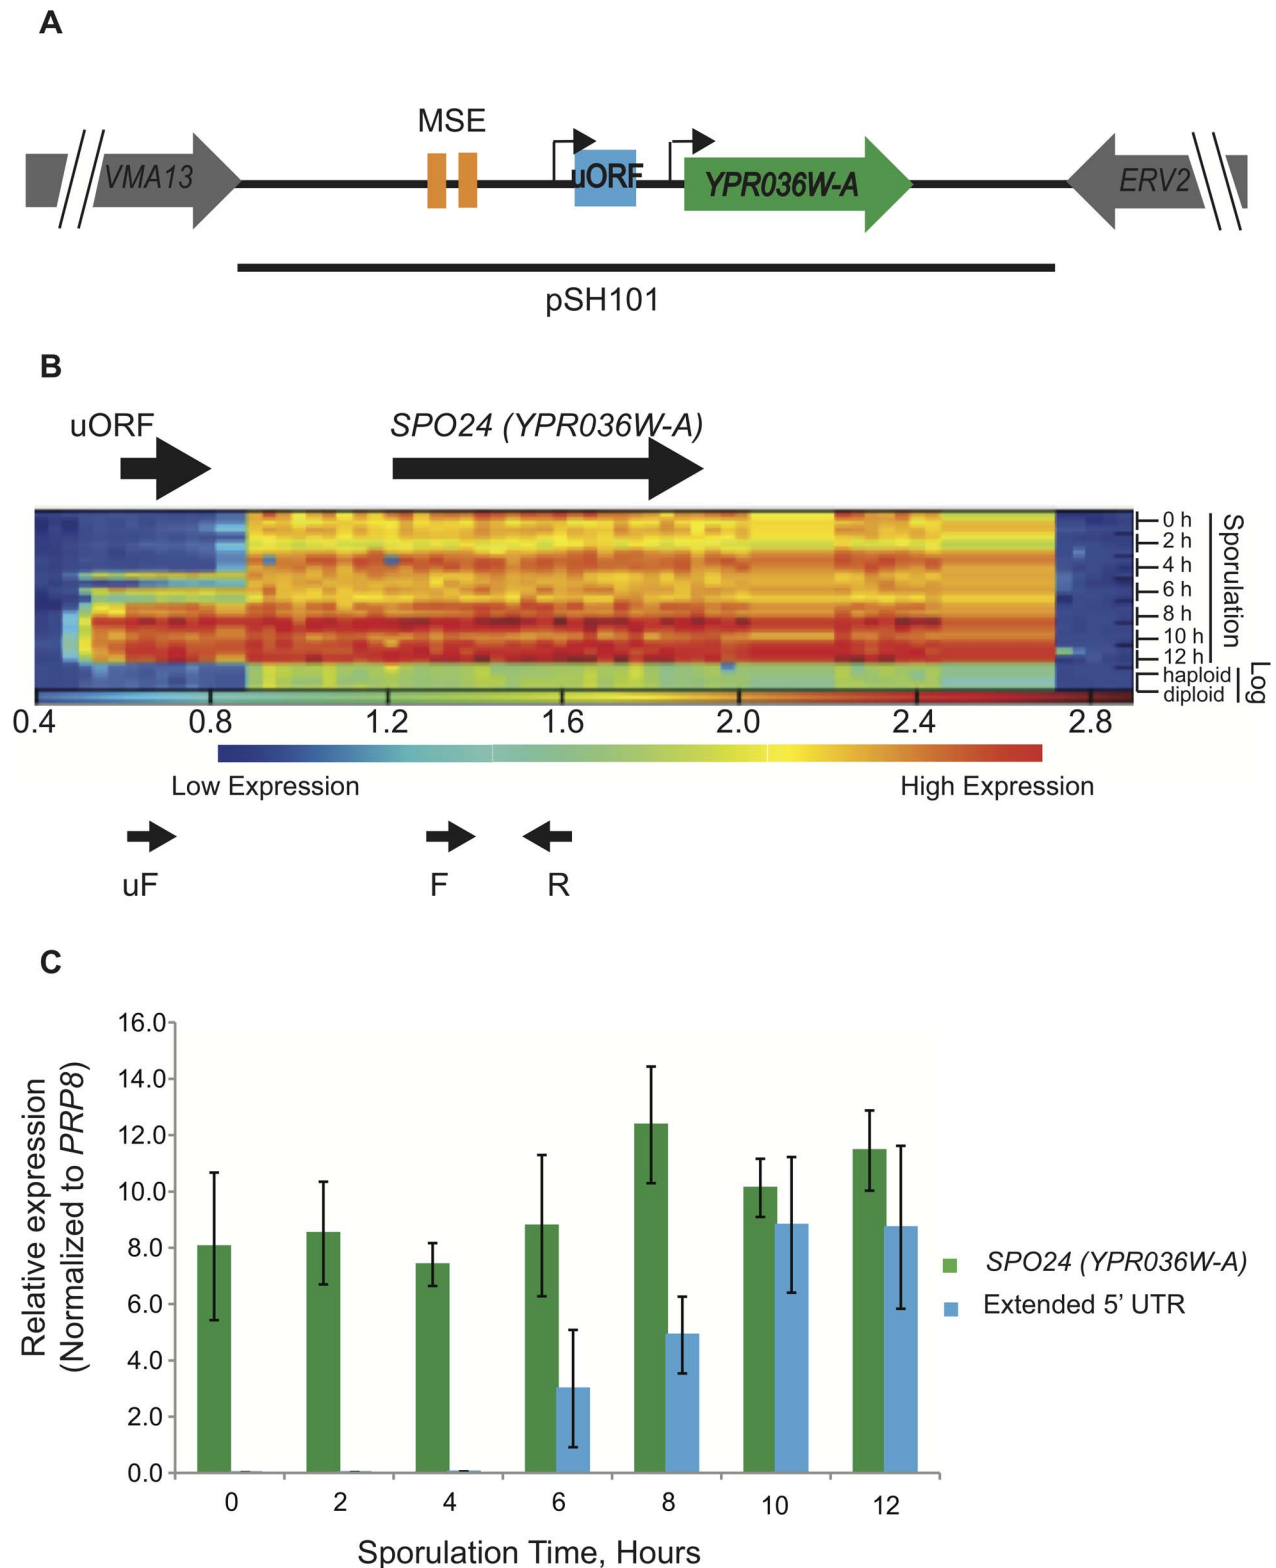 A
MSE
VMA13
uORF
YPR036W-A
ERV2
pSH101
B
uORF
SPO24 (YPR036W-A)
0 h
2 h
4 h
6 h
8 h
10 h
12 h
Sporulation
haploid
diploid
Log
0.4 0.8 1.2 1.6 2.0 2.4 2.8
Low Expression High Expression
uF F R
C
Relative expression
(Normalized to PRP8)
16.0
14.0
12.0
10.0
8.0
6.0
4.0
2.0
0.0
SPO24 (YPR036W-A)
Extended 5’ UTR
0 2 4 6 8 10 12
Sporulation Time, Hours